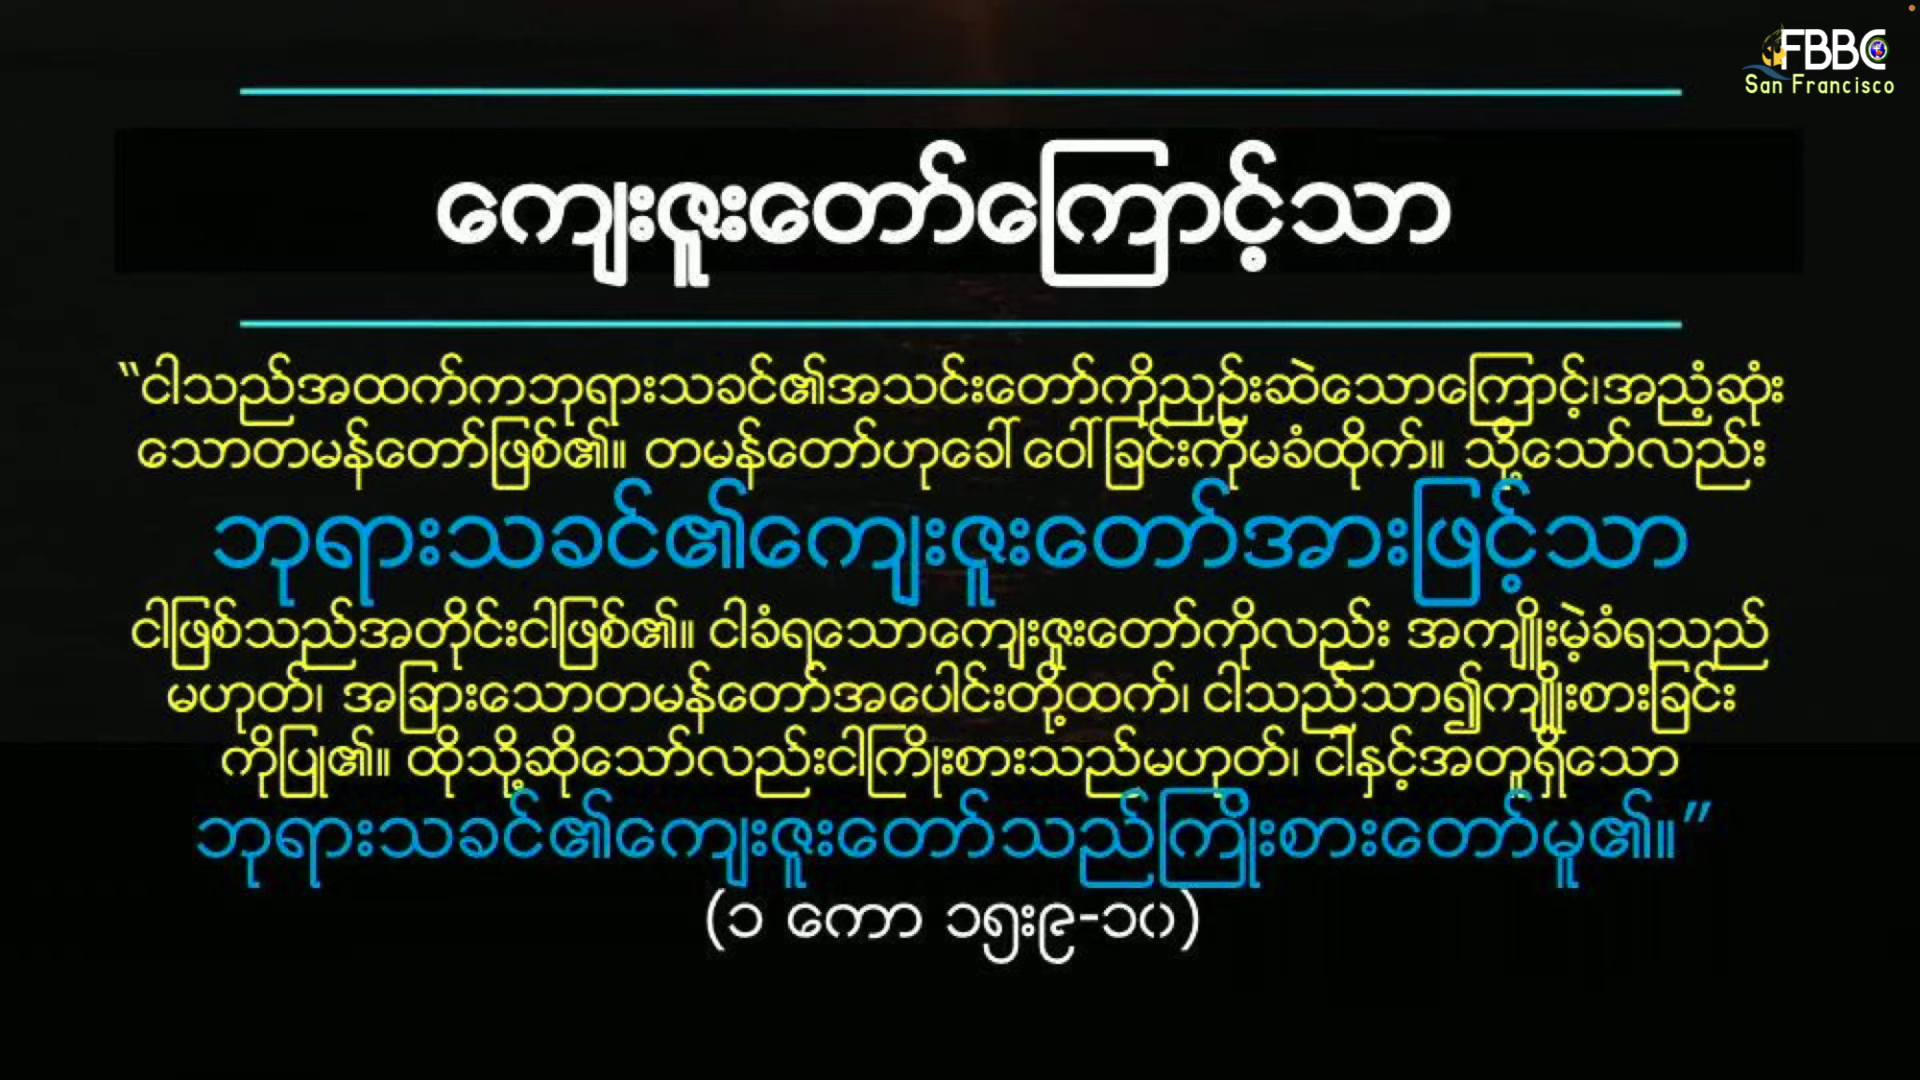 FBBC
San Francisco
ကျေးဇူးတော်ကြောင့်သာ
“ငါသည်အထက်ကဘုရားသခင်၏အသင်းတော်ကိုညှဉ်းဆဲသောကြောင့်၊အညံ့ဆုံး
သောတမန်တော်ဖြစ်၏။ တမန်တော်ဟုခေါ်ဝေါ်ခြင်းကိုမခံထိုက်။ သို့သော်လည်း
ဘုရားသခင်၏ကျေးဇူးတော်အားဖြင့်သာ
ငါဖြစ်သည်အတိုင်းငါဖြစ်၏။ ငါခံရသောကျေးဇူးတော်ကိုလည်း အကျိုးမဲ့ခံရသည်
မဟုတ်၊ အခြားသောတမန်တော်အပေါင်းတို့ထက်၊ ငါသည်သာ၍ကျိုးစားခြင်း
ကိုပြု၏။ ထိုသို့ဆိုသော်လည်းငါကြိုးစားသည်မဟုတ်၊ ငါနှင့်အတူရှိသော
ဘုရားသခင်၏ကျေးဇူးတော်သည်ကြိုးစားတော်မူ၏။”
(၁ ကော ၁၅း၉-၁၀)